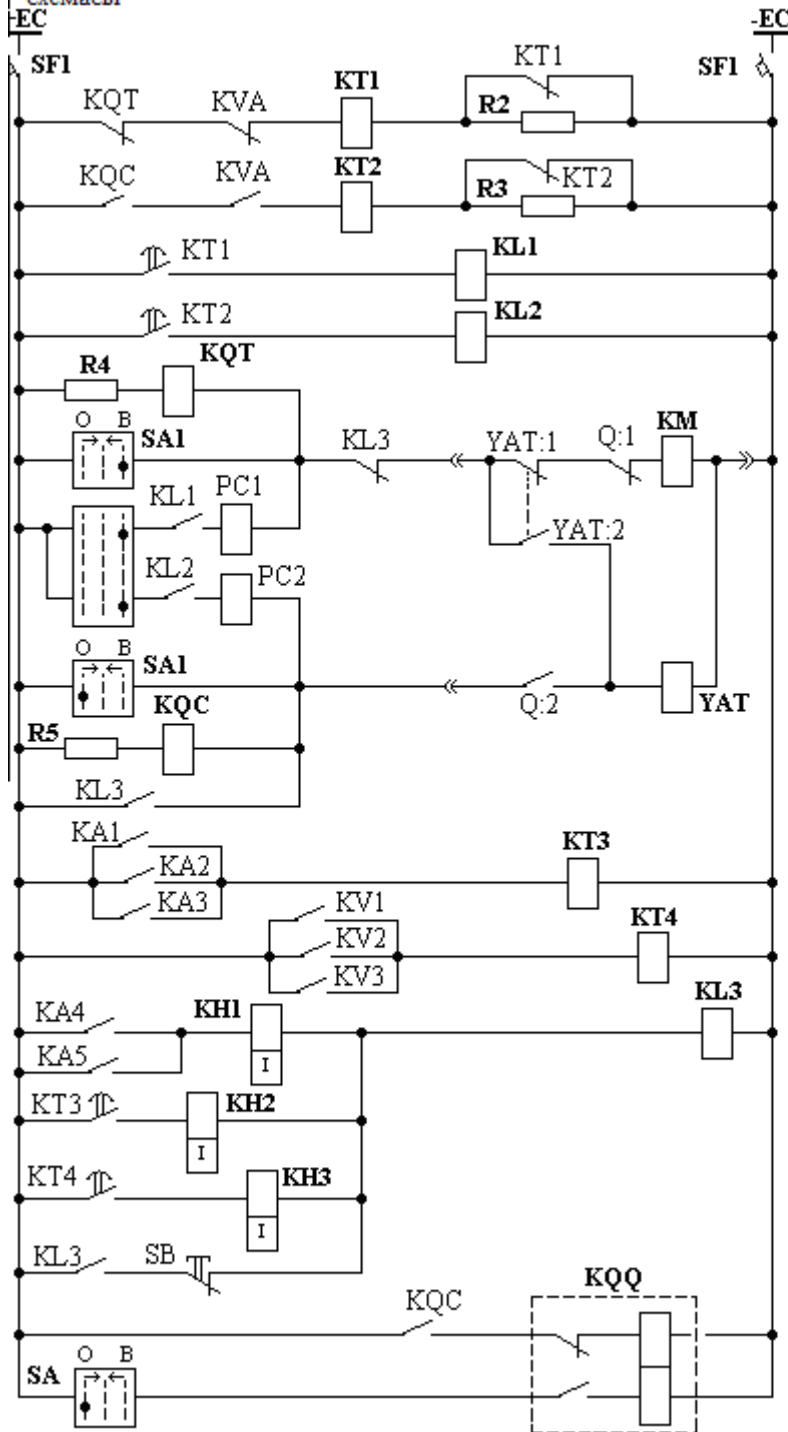 схемасы
-EC -EC
SF1 SF1
KT1
KQT KVA KT1 R2
KQC KVA KT2 R3 KT2
KT1 KL1
KT2 KL2
R4 KQT
O B SA1 KL3 YAT:1 Q:1 KM
KL1 PC1
YAT:2
KL2 PC2
O B SA1
Q:2 YAT
R5 KQC
KL3
KA1 KT3
KA2
KA3
KV1 KT4
KV2
KV3
KL3
KA4 KH1
KA5 I
KT3 KH2
I
KT4 KH3
I
KL3 SB
KQQ
KQC
O B
SA